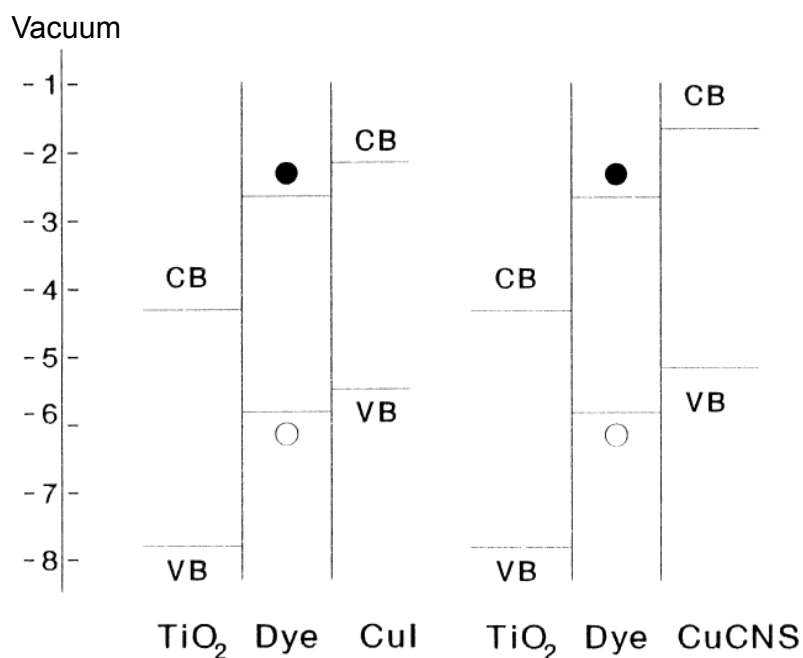 Vacuum
- 1 -
CB
CB
- 2 -
- 3 -
CB
CB
- 4 -
- 5 -
VB
VB
- 6 -
- 7 -
- 8 -
VB
VB
TiO₂ Dye CuI TiO₂ Dye CuCNS